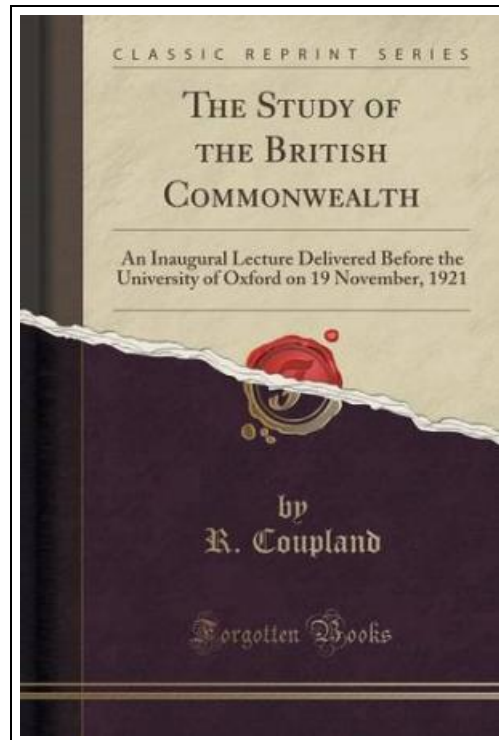 CLASSIC REPRINT SERIES
THE STUDY OF
THE BRITISH
COMMONWEALTH
An Inaugural Lecture Delivered Before the
University of Oxford on 19 November, 1921
F
by
R. Coupland
Forgotten Books